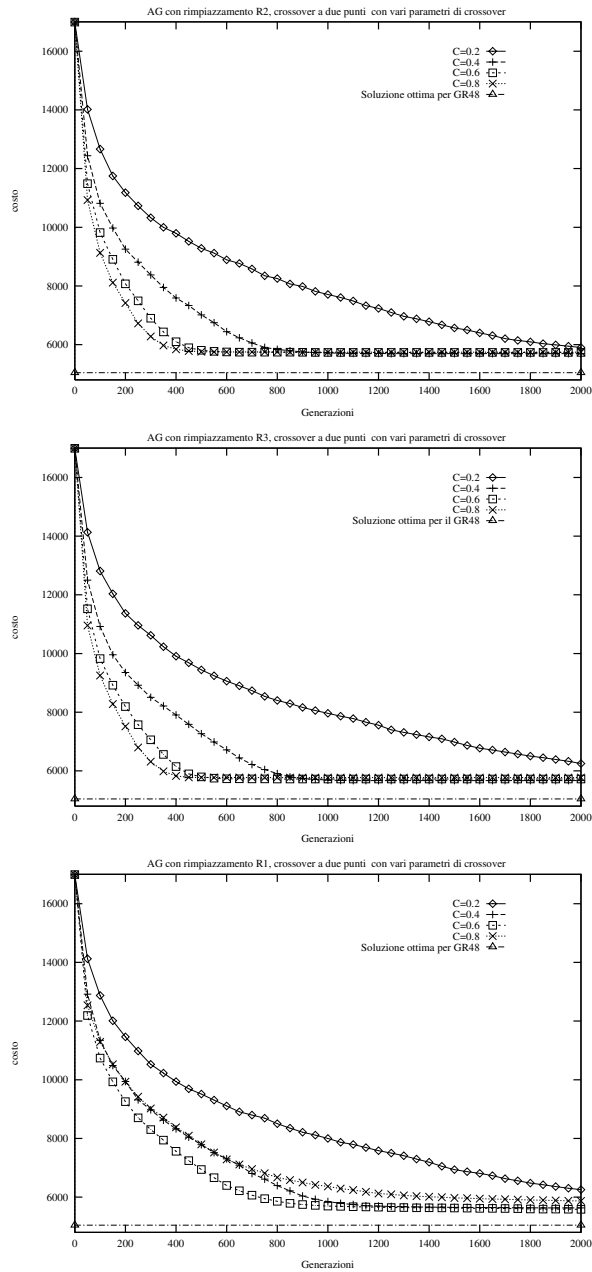 AG con rimpiazzamento R2, crossover a due punti con vari parametri di crossover
16000
14000
12000
10000
8000
6000
costo
C=0.2
C=0.4
C=0.6
C=0.8
Soluzione ottima per GR48
0 200 400 600 800 1000 1200 1400 1600 1800 2000
Generazioni
AG con rimpiazzamento R3, crossover a due punti con vari parametri di crossover
16000
14000
12000
10000
8000
6000
costo
C=0.2
C=0.4
C=0.6
C=0.8
Soluzione ottima per il GR48
0 200 400 600 800 1000 1200 1400 1600 1800 2000
Generazioni
AG con rimpiazzamento R1, crossover a due punti con vari parametri di crossover
16000
14000
12000
10000
8000
6000
costo
C=0.2
C=0.4
C=0.6
C=0.8
Soluzione ottima per GR48
0 200 400 600 800 1000 1200 1400 1600 1800 2000
Generazioni